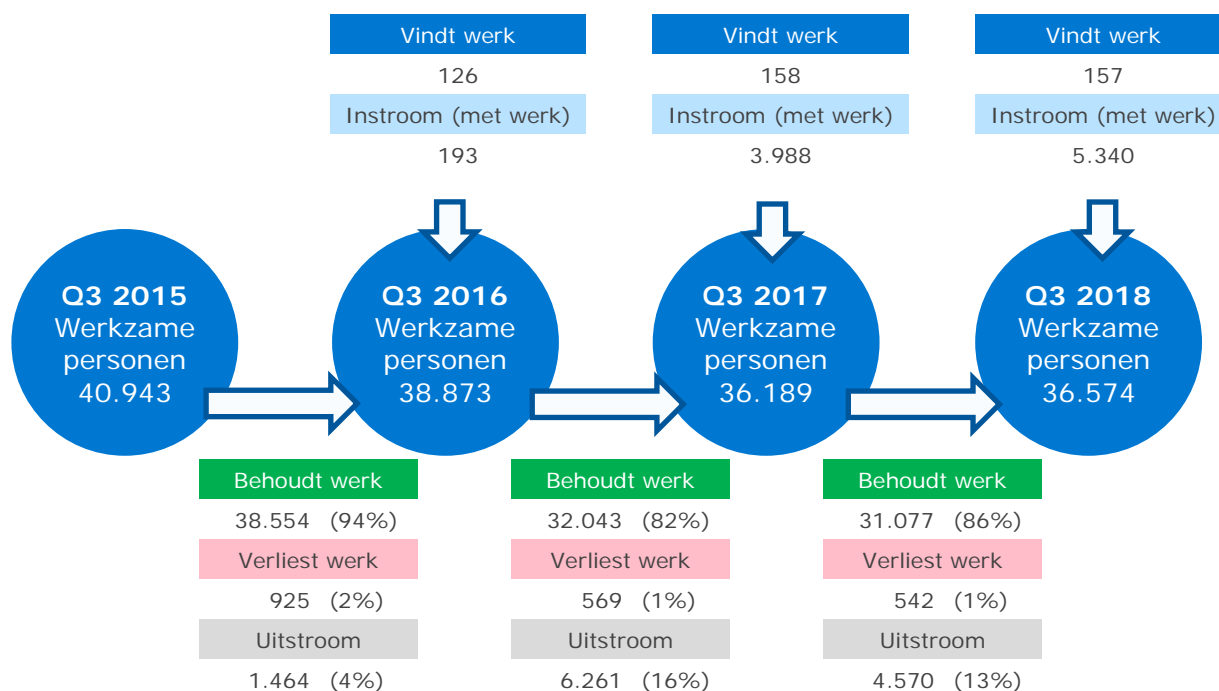 Vindt werk
126
Instroom (met werk)
193
Vindt werk
158
Instroom (met werk)
3.988
Vindt werk
157
Instroom (met werk)
5.340
Q3 2015
Werkzame
personen
40.943
Q3 2016
Werkzame
personen
38.873
Q3 2017
Werkzame
personen
36.189
Q3 2018
Werkzame
personen
36.574
Behoudt werk
38.554 (94%)
Verliest werk
925 (2%)
Uitstroom
1.464 (4%)
Behoudt werk
32.043 (82%)
Verliest werk
569 (1%)
Uitstroom
6.261 (16%)
Behoudt werk
31.077 (86%)
Verliest werk
542 (1%)
Uitstroom
4.570 (13%)